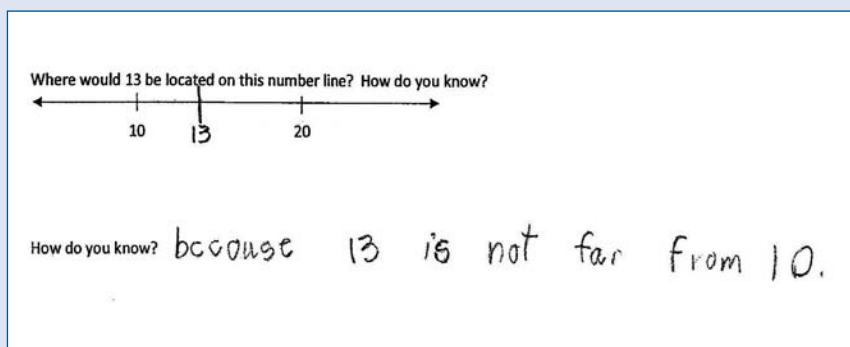 Where would 13 be located on this number line? How do you know?
10 13 20
How do you know? because 13 is not far from 10.